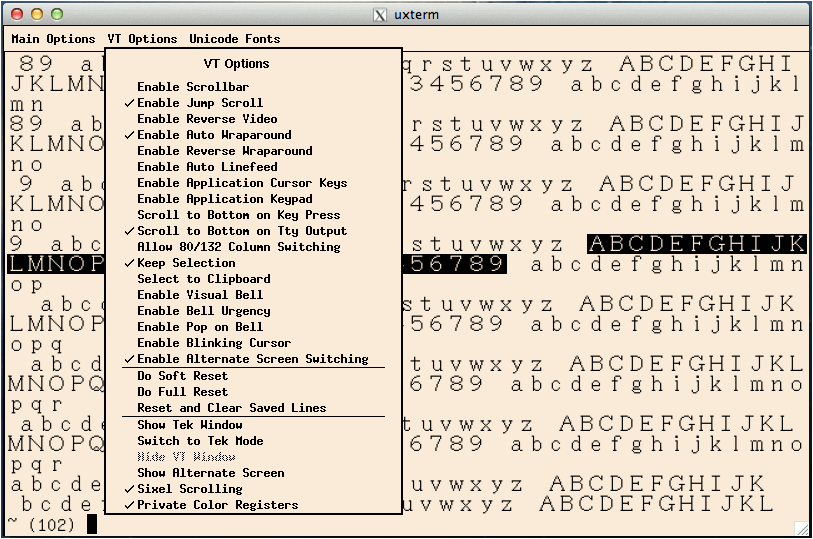 uxterm
Main Options VT Options Unicode Fonts
VT Options
Enable Scrollbar
✓Enable Jump Scroll
Enable Reverse Video
✓Enable Auto Wraparound
Enable Reverse Wraparound
Enable Auto Linefeed
Enable Application Cursor Keys
Enable Application Keypad
Scroll to Bottom on Key Press
✓Scroll to Bottom on Tty Output
Allow 80/132 Column Switching
✓Keep Selection
Select to Clipboard
Enable Visual Bell
Enable Bell Urgency
Enable Pop on Bell
Enable Blinking Cursor
✓Enable Alternate Screen Switching
Do Soft Reset
Do Full Reset
Reset and Clear Saved Lines
Show Tek Window
Switch to Tek Mode
Hide VT Window
Show Alternate Screen
✓Sixel Scrolling
✓Private Color Registers
89 ab qrstuvwxyz ABCDEFGHI
JKLMN 3456789 abcdefghijkl
mn
89 ab rstuvwxyz ABCDEFGHIJ
KLMNO 456789 abcdefghijklm
no
9 abc rstuvwxyz ABCDEFGHIJ
KLMNO 456789 abcdefghijklm
no
9 abc stuvwxyz ABCDEFGHIJK
LMNOP 56789 abcdefghijklmn
op
abc stuvwxyz ABCDEFGHIJK
LMNOP 56789 abcdefghijklmn
opq
abcd tuvwxyz ABCDEFGHIJKL
MNOPQ 6789 abcdefghijklmno
pqr
abcde tuvwxyz ABCDEFGHIJKL
MNOPQ 6789 abcdefghijklmno
pqr
abcde tuvwxyz ABCDEFGHIJK
bcde uvwxyz ABCDEFGHIJKL
~ (102)